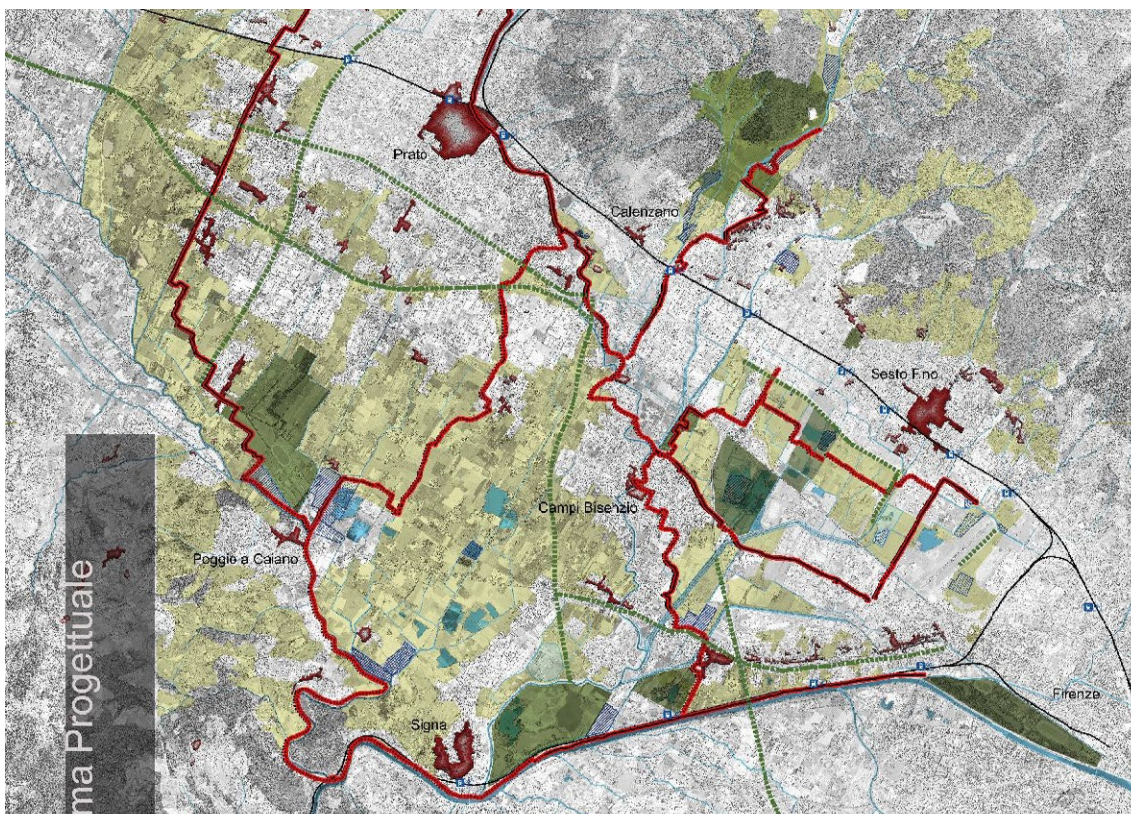 Prato
Calenzano
Sesto F.no
Campi Bisenzio
Poggio a Caiano
Signa
Firenze
ma Progettuale